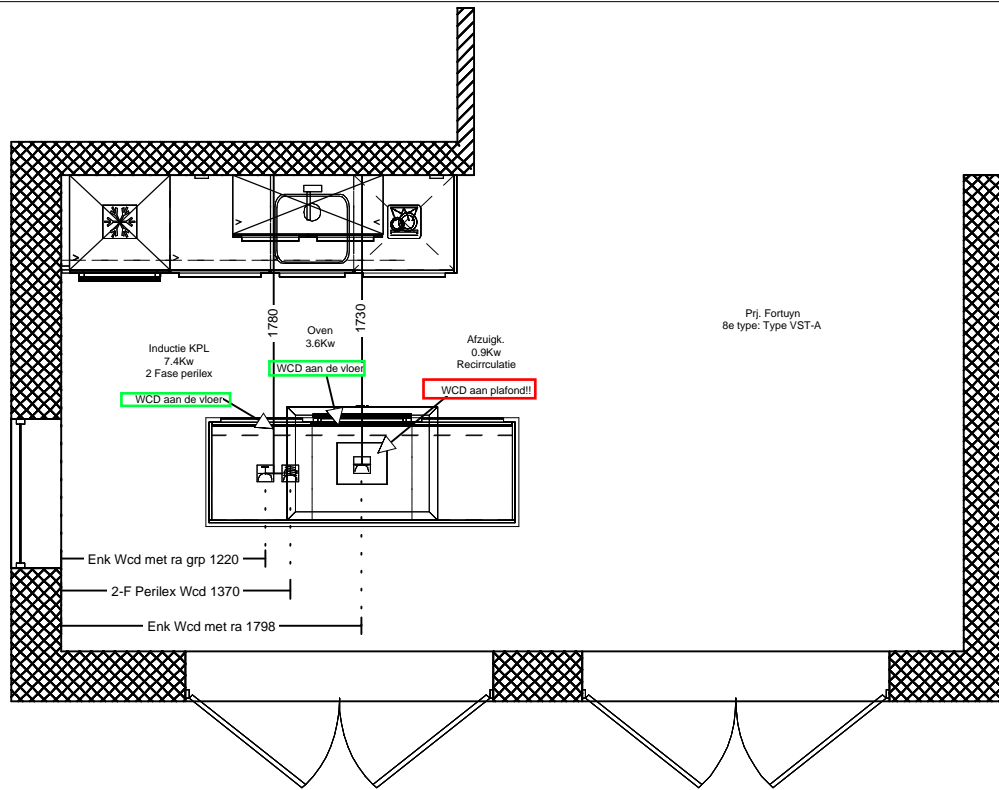 1780
1730
Oven
3.6Kw
WCD aan de vloer
Inductie KPL
7.4Kw
2 Fase perilex
WCD aan de vloer
Afzuigk.
0.9Kw
Recirrculatie
WCD aan plafond!!
Prj. Fortuyn
8e type: Type VST-A
Enk Wcd met ra grp 1220
2-F Perilex Wcd 1370
Enk Wcd met ra 1798